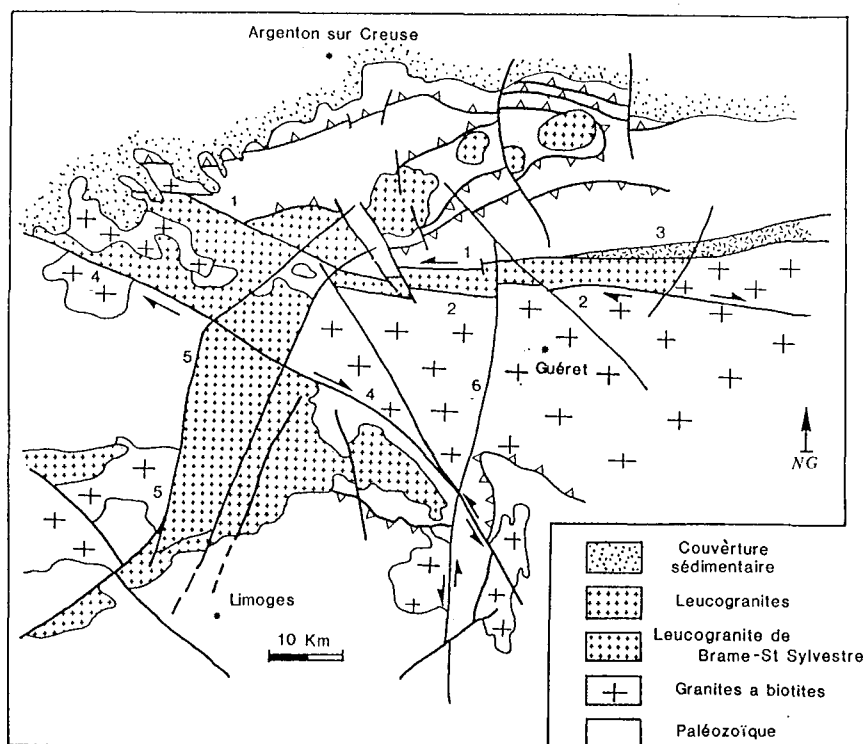 Argenton sur Creuse
1
3
1
4
2
2
5
Guéret
6
4
NG
5
Limoges
10 Km
Couvèrture
sédimentaire
Leucogranites
Leucogranite de
Brame-St Sylvestre
Granites a biotites
Paléozoïque